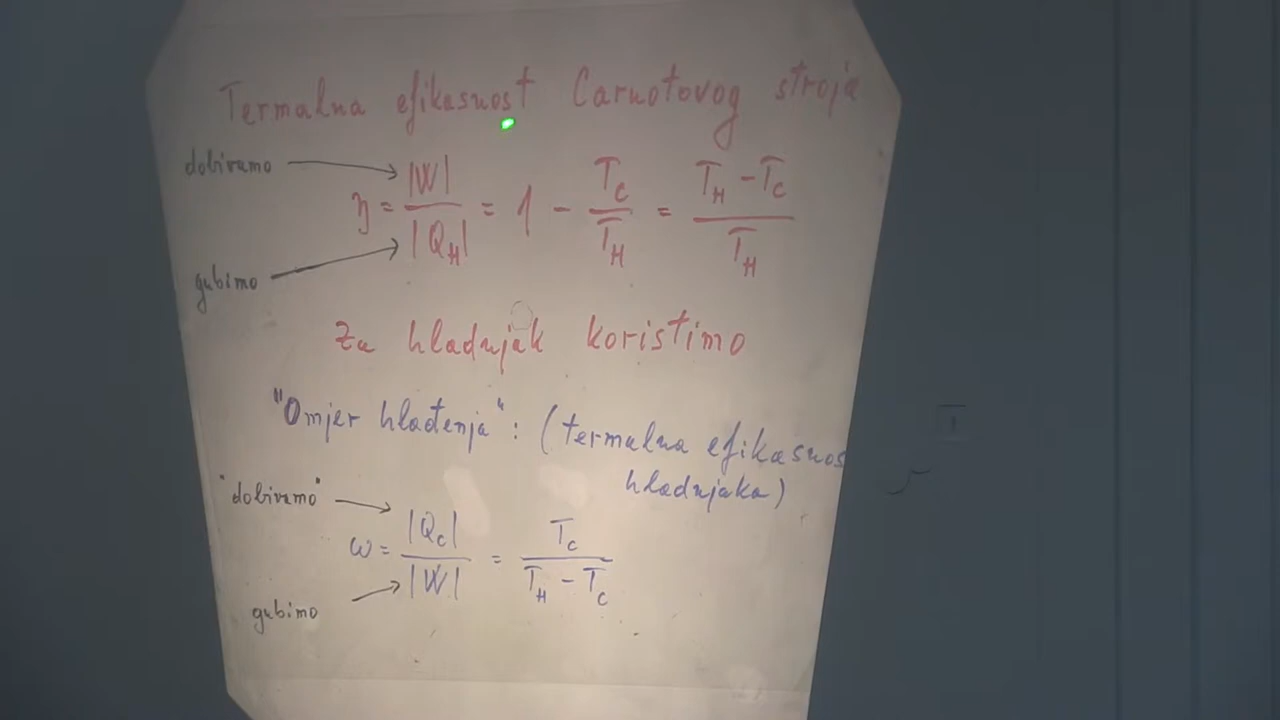 Termalna efikasnost Carnotovog stroja
dobivamo
η = |W| / |Q_H| = 1 - T_C / T_H = (T_H - T_C) / T_H
gubimo
Za hladnjak koristimo
"Omjer hlađenja": (termalna efikasnos
hladnjaka)
"dobivamo"
ω = |Q_C| / |W| = T_C / (T_H - T_C)
gubimo